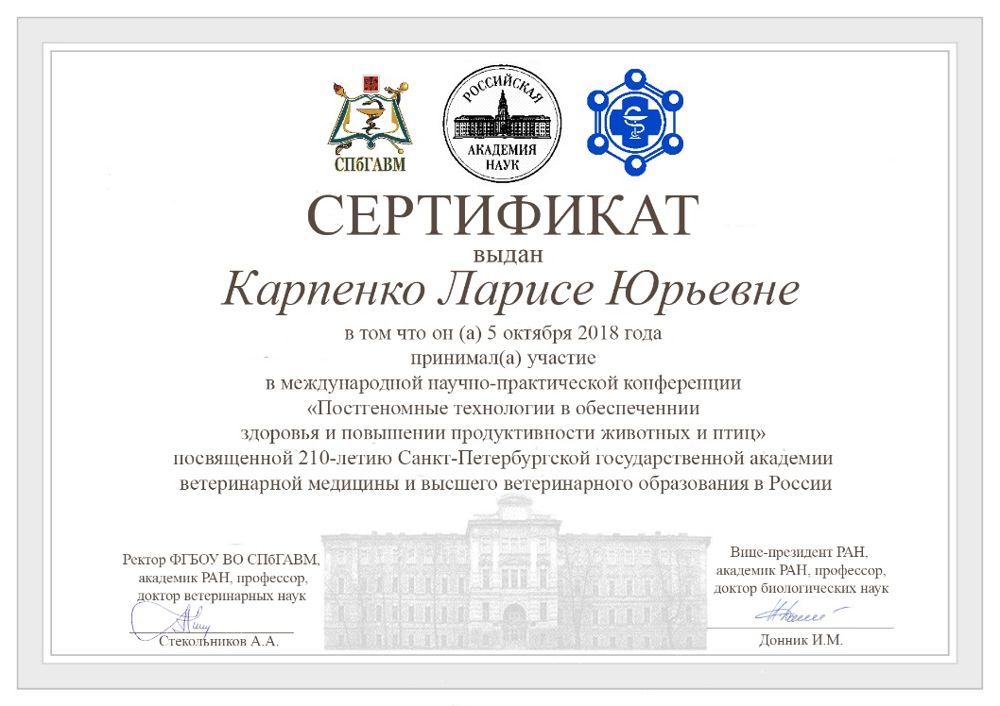 СПбГАВМ
РОССИЙСКАЯ
АКАДЕМИЯ
НАУК
СЕРТИФИКАТ
выдан
Карпенко Ларисе Юрьевне
в том что он (а) 5 октября 2018 года
принимал(а) участие
в международной научно-практической конференции
«Постгеномные технологии в обеспеченнии
здоровья и повышении продуктивности животных и птиц»
посвященной 210-летию Санкт-Петербургской государственной академии
ветеринарной медицины и высшего ветеринарного образования в России
Ректор ФГБОУ ВО СПбГАВМ,
академик РАН, профессор,
доктор ветеринарных наук
Стекольников А.А.
Вице-президент РАН,
академик РАН, профессор,
доктор биологических наук
Донник И.М.